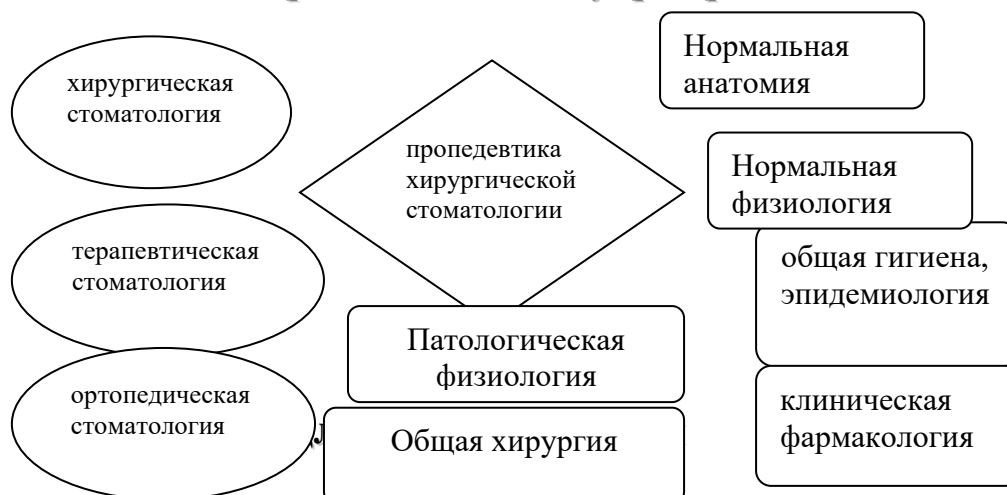 хирургическая
стоматология
терапевтическая
стоматология
ортопедическая
стоматология
пропедевтика
хирургической
стоматологии
Патологическая
физиология
Общая хирургия
Нормальная
анатомия
Нормальная
физиология
общая гигиена,
эпидемиология
клиническая
фармакология